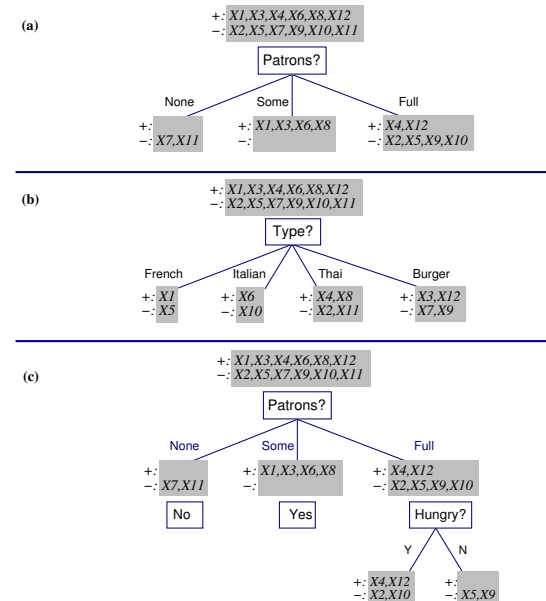 (a)
+: X1,X3,X4,X6,X8,X12
−: X2,X5,X7,X9,X10,X11
Patrons?
None Some Full
+: +: X1,X3,X6,X8 +: X4,X12
−: X7,X11 −: −: X2,X5,X9,X10
(b)
+: X1,X3,X4,X6,X8,X12
−: X2,X5,X7,X9,X10,X11
Type?
French Italian Thai Burger
+: X1 +: X6 +: X4,X8 +: X3,X12
−: X5 −: X10 −: X2,X11 −: X7,X9
(c)
+: X1,X3,X4,X6,X8,X12
−: X2,X5,X7,X9,X10,X11
Patrons?
None Some Full
+: +: X1,X3,X6,X8 +: X4,X12
−: X7,X11 −: −: X2,X5,X9,X10
No Yes Hungry?
Y N
+: X4,X12 +:
−: X2,X10 −: X5,X9